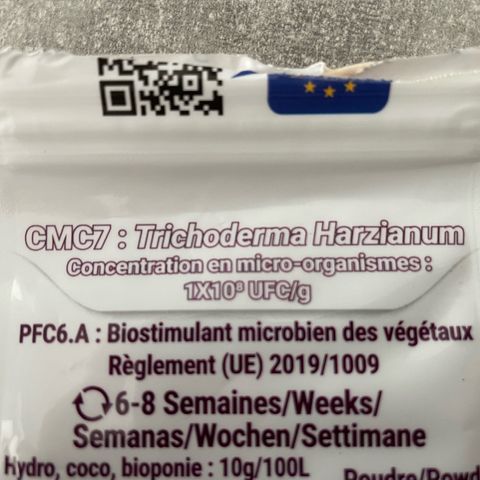 CMC7 : Trichoderma Harzianum
Concentration en micro-organismes :
1X10⁸ UFC/g
PFC6.A : Biostimulant microbien des végétaux
Règlement (UE) 2019/1009
6-8 Semaines/Weeks/
Semanas/Wochen/Settimane
Hydro, coco, bioponie : 10g/100L
Poudre/Powd